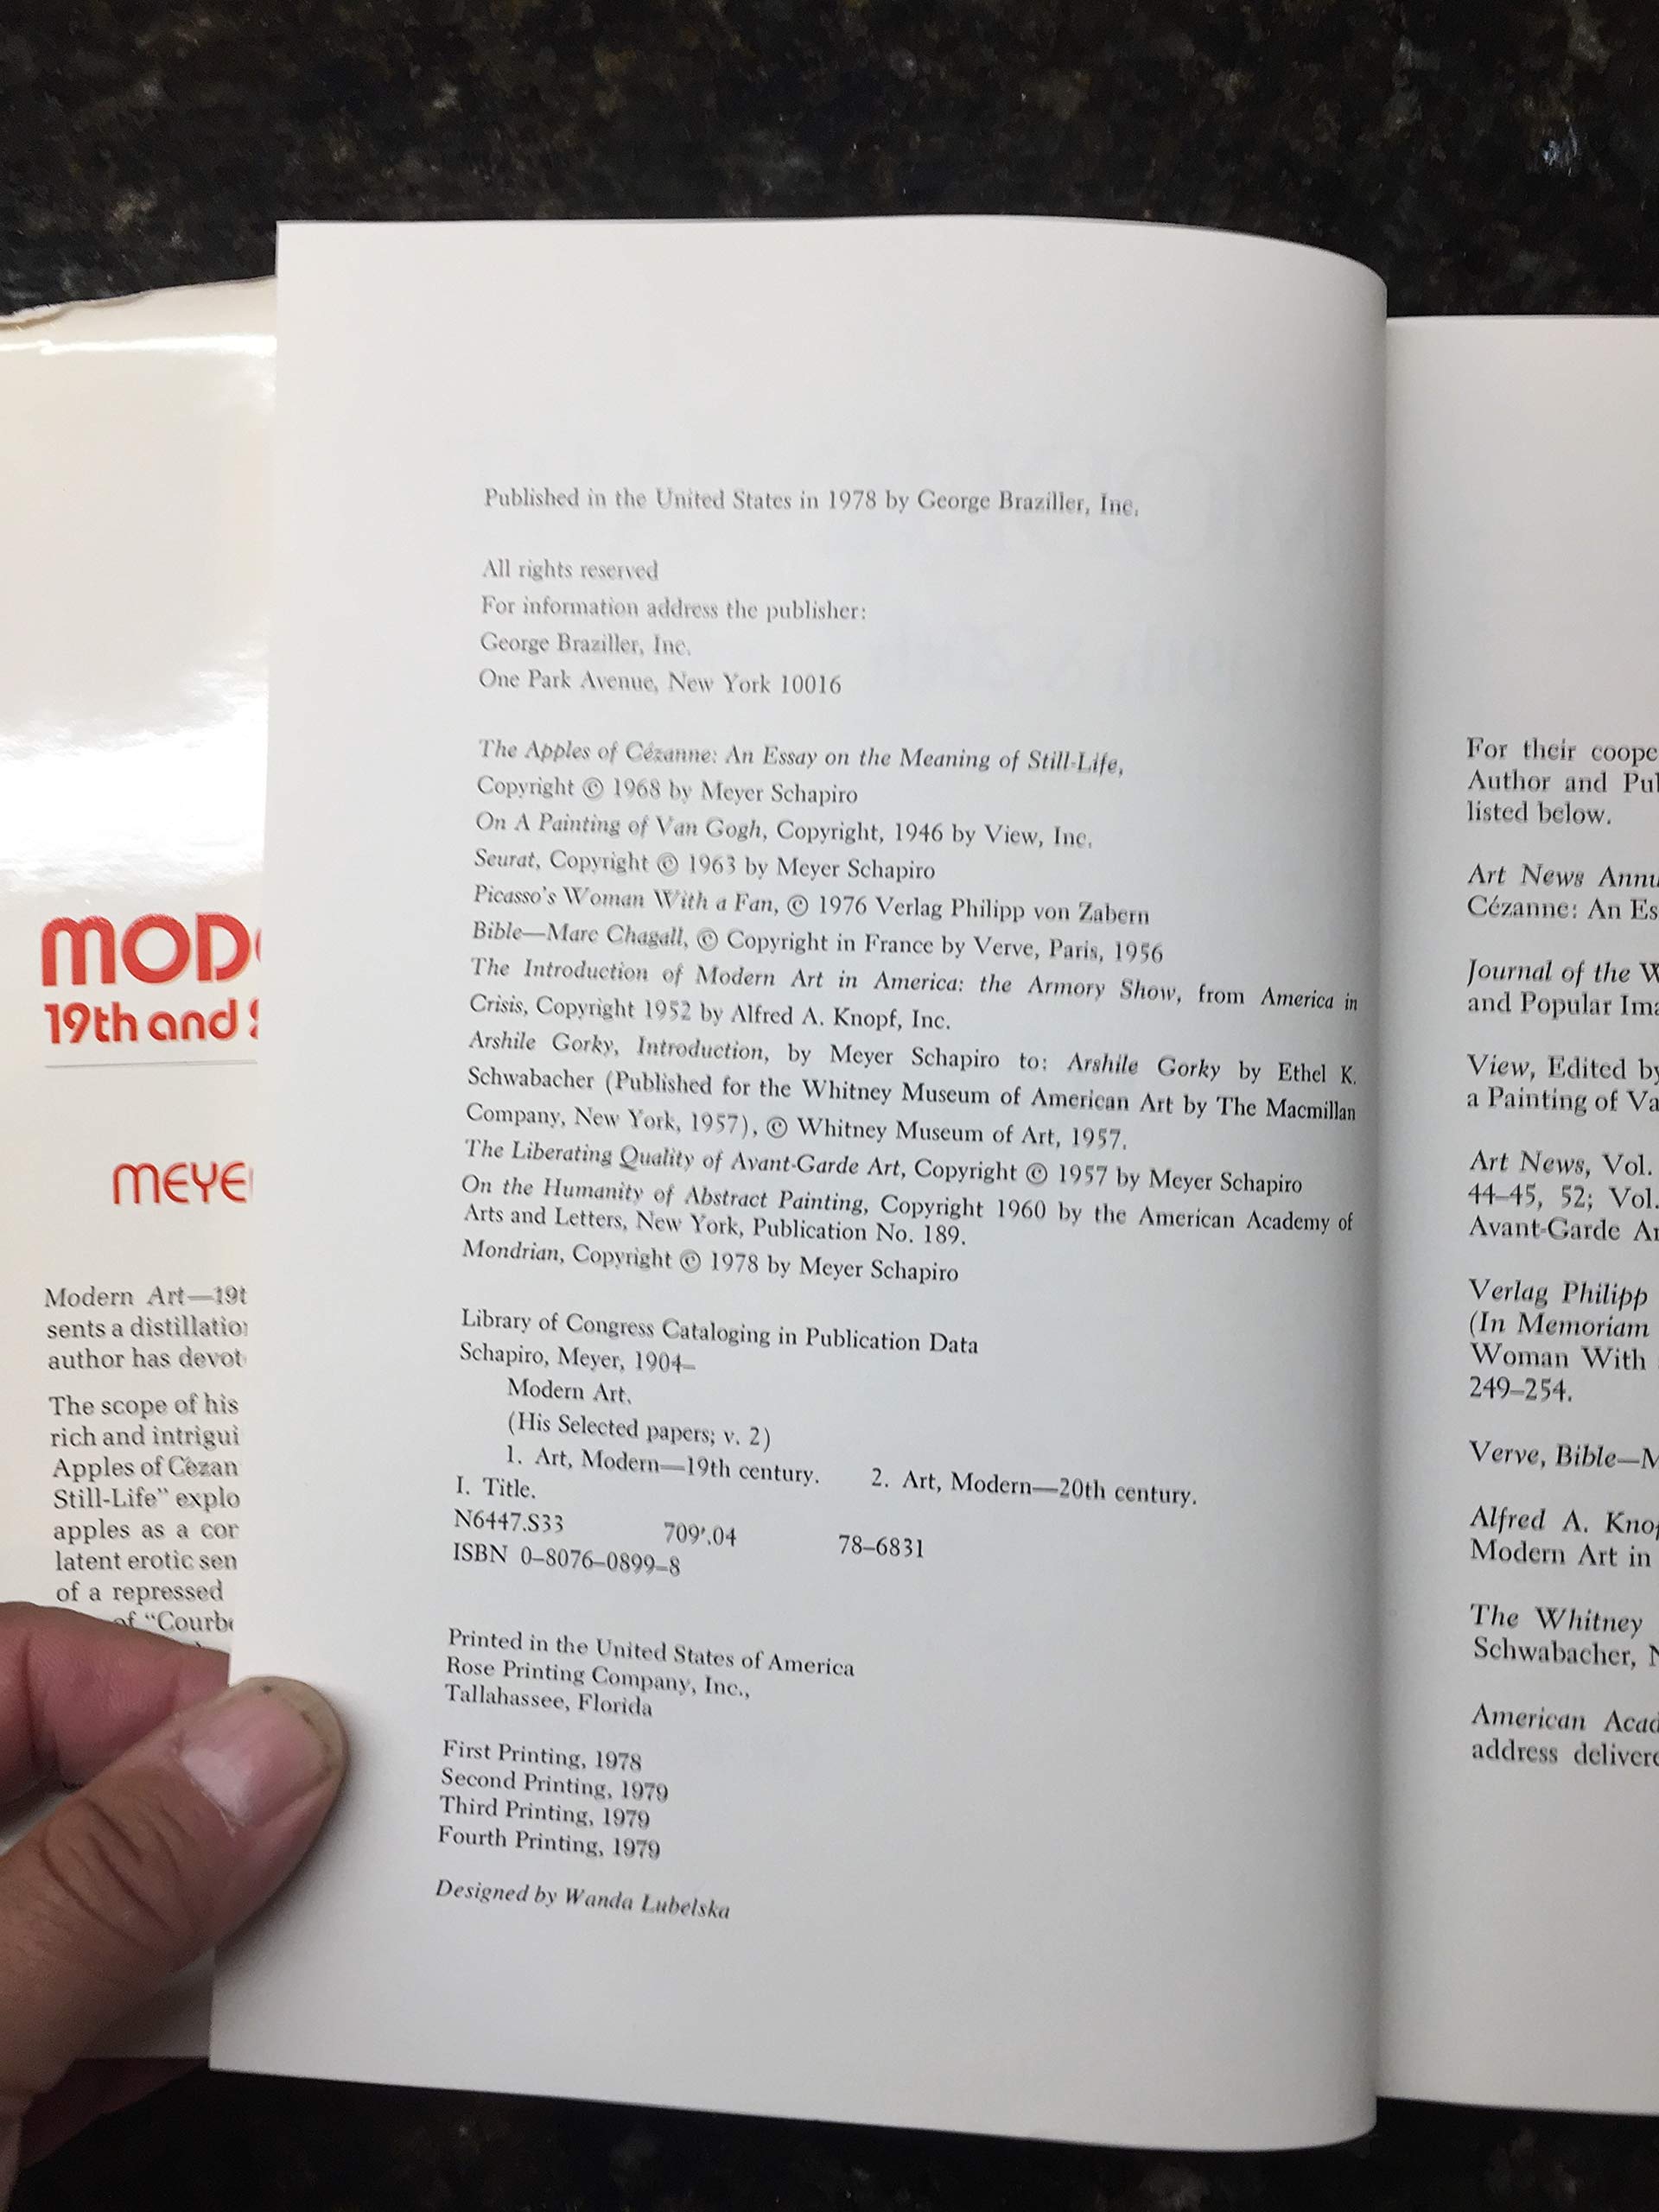 MOD
19th and
MEYE
Modern Art—19t
sents a distillation
author has devot
The scope of his
rich and intrigui
Apples of Cèzan
Still-Life" explo
apples as a cor
latent erotic sen
of a repressed
of "Courb
Published in the United States in 1978 by George Braziller, Inc.
All rights reserved
For information address the publisher:
George Braziller, Inc.
One Park Avenue, New York 10016
The Apples of Cézanne: An Essay on the Meaning of Still-Life,
Copyright © 1968 by Meyer Schapiro
On A Painting of Van Gogh, Copyright, 1946 by View, Inc.
Seurat, Copyright © 1963 by Meyer Schapiro
Picasso's Woman With a Fan, © 1976 Verlag Philipp von Zabern
Bible—Marc Chagall, © Copyright in France by Verve, Paris, 1956
The Introduction of Modern Art in America: the Armory Show, from America in
Crisis, Copyright 1952 by Alfred A. Knopf, Inc.
Arshile Gorky, Introduction, by Meyer Schapiro to: Arshile Gorky by Ethel K.
Schwabacher (Published for the Whitney Museum of American Art by The Macmillan
Company, New York, 1957), © Whitney Museum of Art, 1957.
The Liberating Quality of Avant-Garde Art, Copyright © 1957 by Meyer Schapiro
On the Humanity of Abstract Painting, Copyright 1960 by the American Academy of
Arts and Letters, New York, Publication No. 189.
Mondrian, Copyright © 1978 by Meyer Schapiro
Library of Congress Cataloging in Publication Data
Schapiro, Meyer, 1904–
Modern Art.
(His Selected papers; v. 2)
1. Art, Modern—19th century. 2. Art, Modern—20th century.
I. Title.
N6447.S33 709'.04 78–6831
ISBN 0–8076–0899–8
Printed in the United States of America
Rose Printing Company, Inc.,
Tallahassee, Florida
First Printing, 1978
Second Printing, 1979
Third Printing, 1979
Fourth Printing, 1979
Designed by Wanda Lubelska
For their coope
Author and Pu
listed below.
Art News Annu
Cézanne: An Es
Journal of the W
and Popular Ima
View, Edited by
a Painting of Va
Art News, Vol.
44–45, 52; Vol.
Avant-Garde Ar
Verlag Philipp
(In Memoriam
Woman With
249–254.
Verve, Bible—M
Alfred A. Knop
Modern Art in
The Whitney
Schwabacher, N
American Acad
address delivere